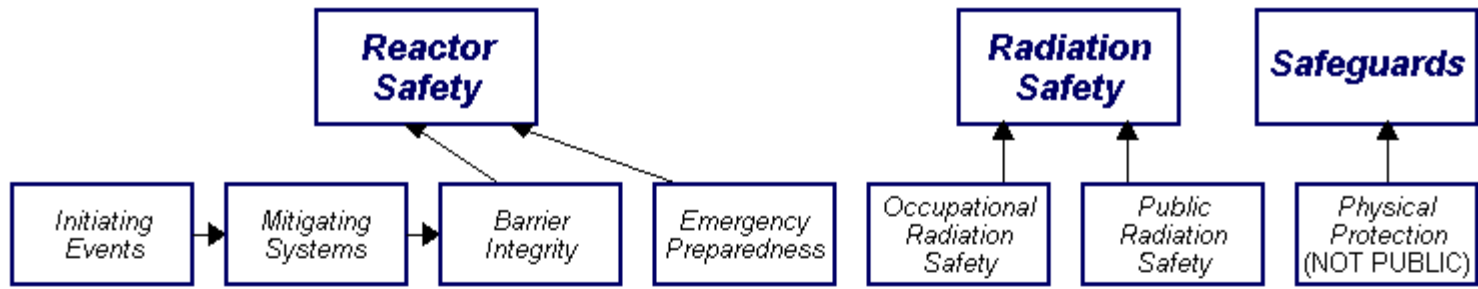 Reactor
Safety
Radiation
Safety
Safeguards
Initiating
Events
Mitigating
Systems
Barrier
Integrity
Emergency
Preparedness
Occupational
Radiation
Safety
Public
Radiation
Safety
Physical
Protection
(NOT PUBLIC)